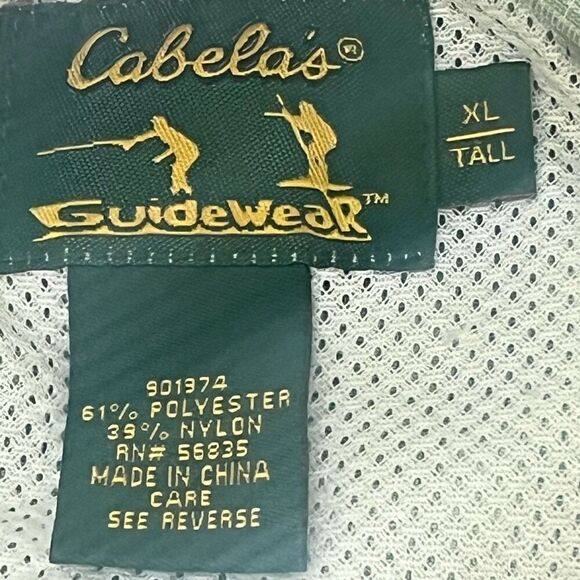 Cabela's®
GuideweaR™
XL
TALL
901974
61% POLYESTER
39% NYLON
RN# 56835
MADE IN CHINA
CARE
SEE REVERSE